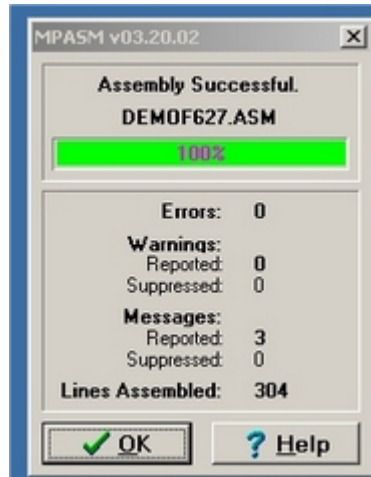 MPASM v03.20.02
Assembly Successful.
DEMOF627.ASM
100%
Errors: 0
Warnings:
Reported: 0
Suppressed: 0
Messages:
Reported: 3
Suppressed: 0
Lines Assembled: 304
OK
? Help